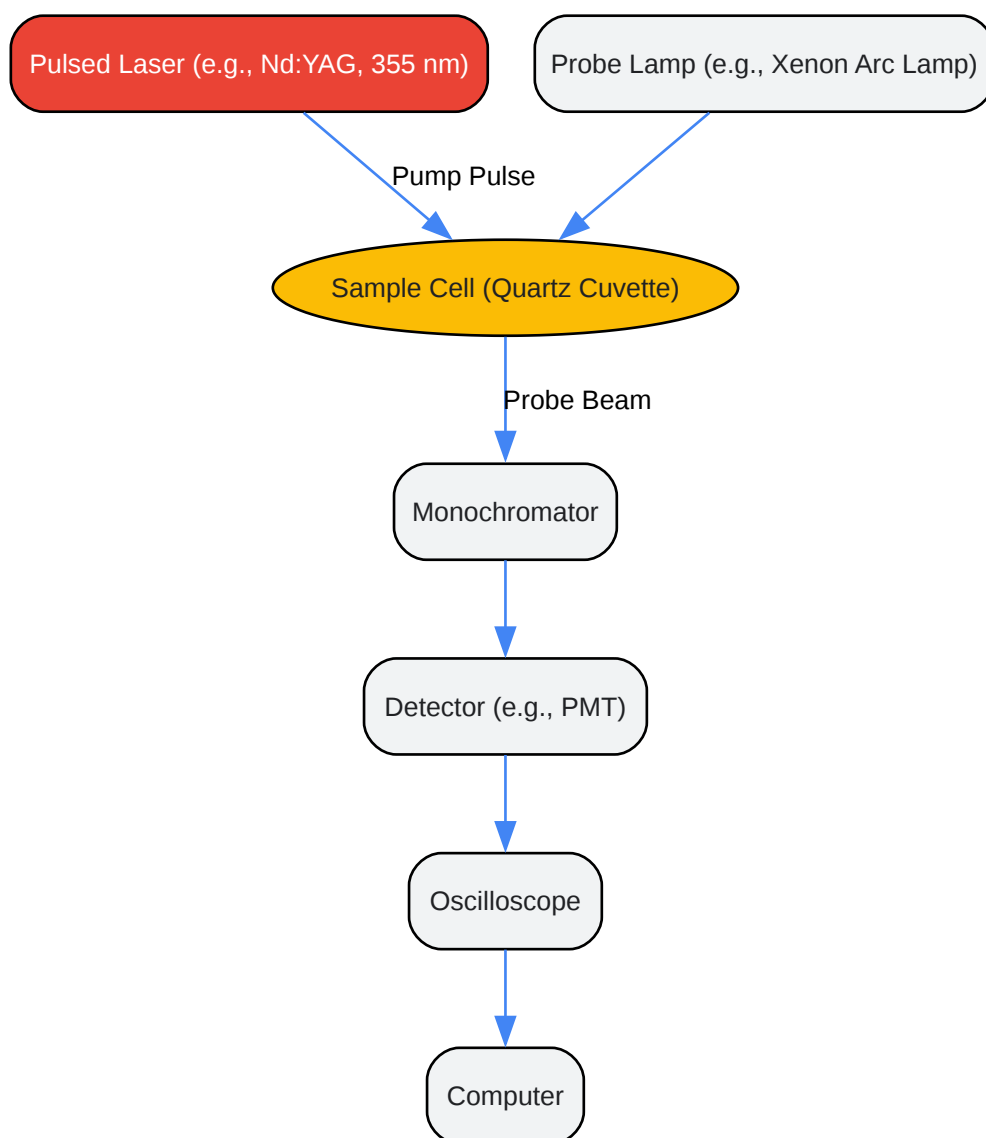 Pulsed Laser (e.g., Nd:YAG, 355 nm)
Probe Lamp (e.g., Xenon Arc Lamp)
Pump Pulse
Sample Cell (Quartz Cuvette)
Probe Beam
Monochromator
Detector (e.g., PMT)
Oscilloscope
Computer